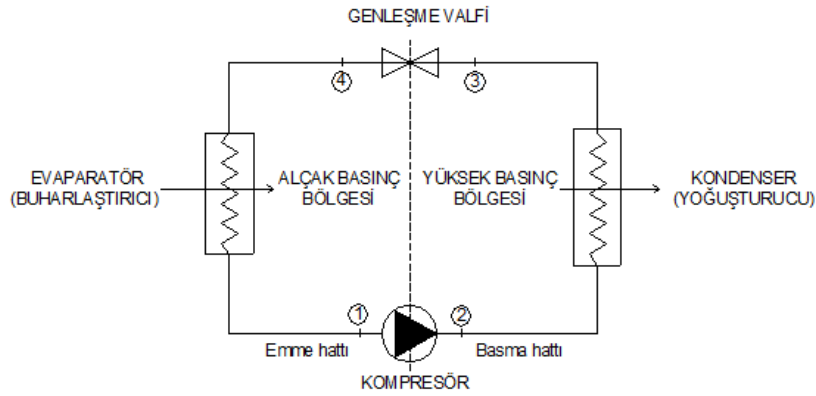 GENLEŞME VALFİ
4
3
EVAPARATÖR
(BUHARLAŞTIRICI)
ALÇAK BASINÇ
BÖLGESİ
YÜKSEK BASINÇ
BÖLGESİ
KONDENSER
(YOĞUŞTURUCU)
1
2
Emme hattı
Basma hattı
KOMPRESÖR